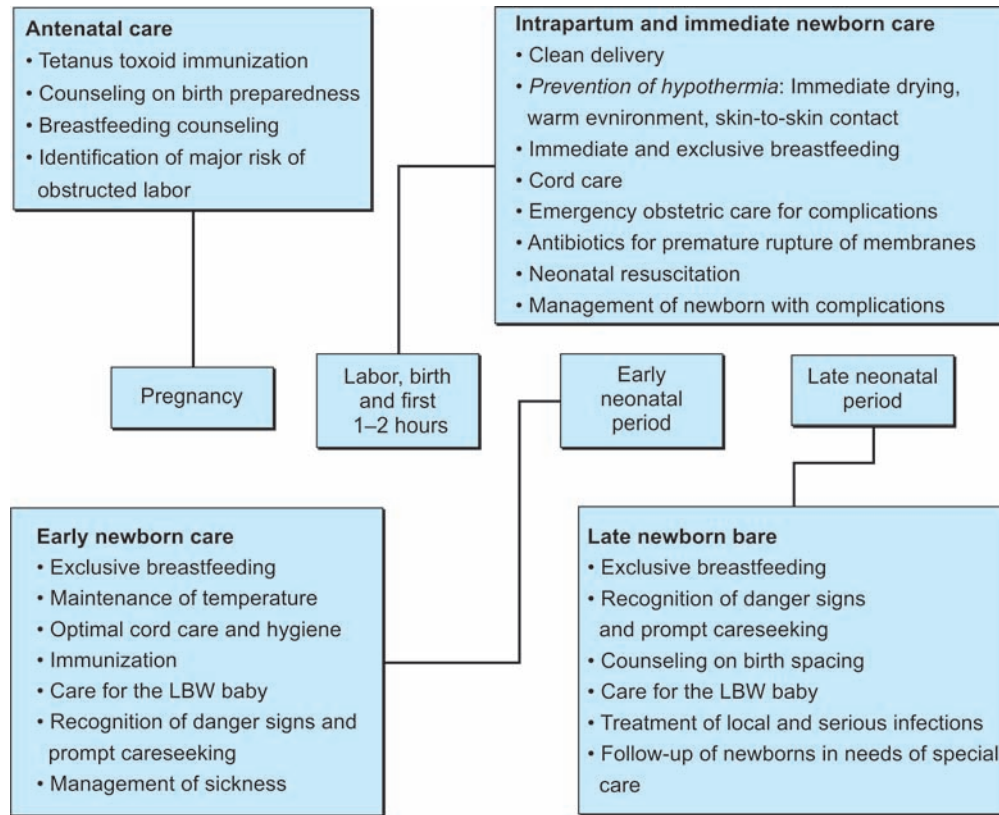 Antenatal care
• Tetanus toxoid immunization
• Counseling on birth preparedness
• Breastfeeding counseling
• Identification of major risk of
obstructed labor
Intrapartum and immediate newborn care
• Clean delivery
• Prevention of hypothermia: Immediate drying,
warm evnironment, skin-to-skin contact
• Immediate and exclusive breastfeeding
• Cord care
• Emergency obstetric care for complications
• Antibiotics for premature rupture of membranes
• Neonatal resuscitation
• Management of newborn with complications
Pregnancy
Labor, birth
and first
1–2 hours
Early
neonatal
period
Late neonatal
period
Early newborn care
• Exclusive breastfeeding
• Maintenance of temperature
• Optimal cord care and hygiene
• Immunization
• Care for the LBW baby
• Recognition of danger signs and
prompt careseeking
• Management of sickness
Late newborn bare
• Exclusive breastfeeding
• Recognition of danger signs
and prompt careseeking
• Counseling on birth spacing
• Care for the LBW baby
• Treatment of local and serious infections
• Follow-up of newborns in needs of special
care